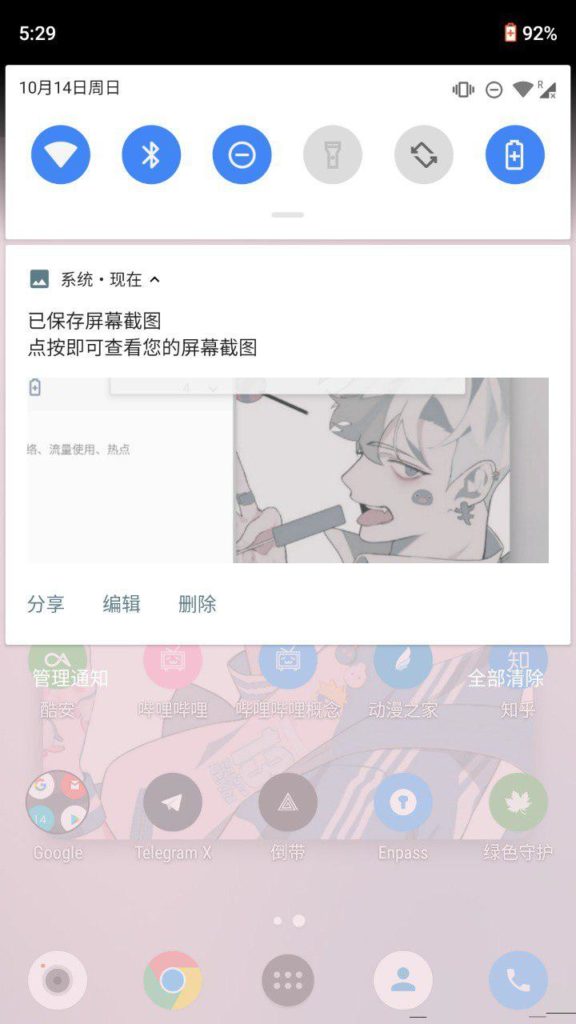 5:29
92%
10月14日周日
R
系统 • 现在
已保存屏幕截图
点按即可查看您的屏幕截图
4
络、流量使用、热点
分享 编辑 删除
知
管理通知 全部清除
酷安 哔哩哔哩 哔哩哔哩概念 动漫之家 知乎
G
14
Google Telegram X 倒带 Enpass 绿色守护